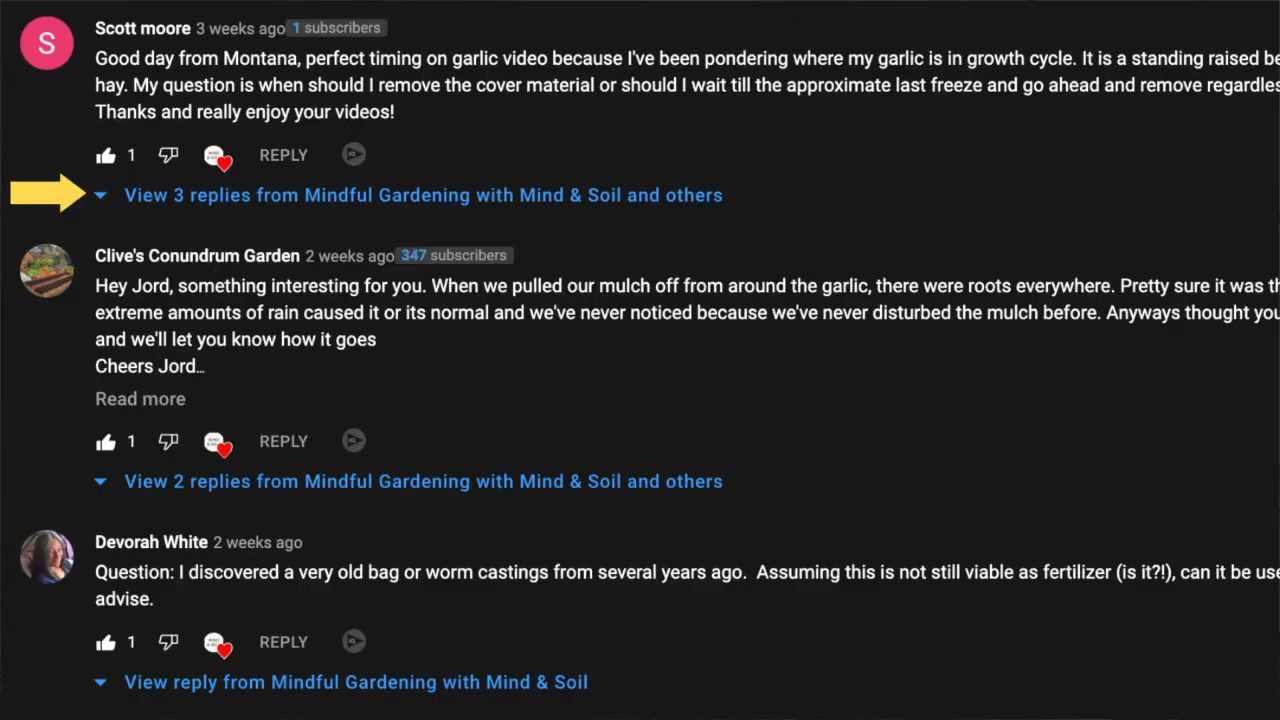 S
Scott moore 3 weeks ago 1 subscribers
Good day from Montana, perfect timing on garlic video because I've been pondering where my garlic is in growth cycle. It is a standing raised be
hay. My question is when should I remove the cover material or should I wait till the approximate last freeze and go ahead and remove regardles
Thanks and really enjoy your videos!
1 REPLY
View 3 replies from Mindful Gardening with Mind & Soil and others
Clive's Conundrum Garden 2 weeks ago 347 subscribers
Hey Jord, something interesting for you. When we pulled our mulch off from around the garlic, there were roots everywhere. Pretty sure it was th
extreme amounts of rain caused it or its normal and we've never noticed because we've never disturbed the mulch before. Anyways thought you
and we'll let you know how it goes
Cheers Jord…
Read more
1 REPLY
View 2 replies from Mindful Gardening with Mind & Soil and others
Devorah White 2 weeks ago
Question: I discovered a very old bag or worm castings from several years ago.  Assuming this is not still viable as fertilizer (is it?!), can it be use
advise.
1 REPLY
View reply from Mindful Gardening with Mind & Soil